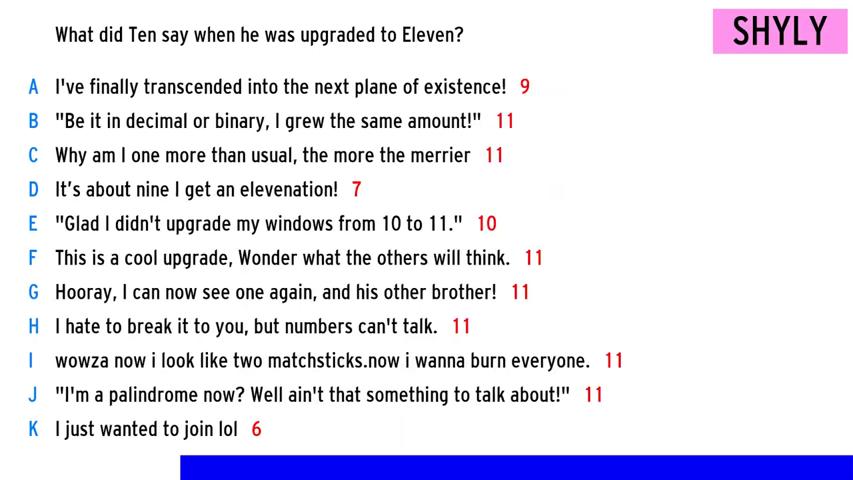 What did Ten say when he was upgraded to Eleven?
SHYLY
A I've finally transcended into the next plane of existence! 9
B "Be it in decimal or binary, I grew the same amount!" 11
C Why am I one more than usual, the more the merrier 11
D It's about nine I get an elevenation! 7
E "Glad I didn't upgrade my windows from 10 to 11." 10
F This is a cool upgrade, Wonder what the others will think. 11
G Hooray, I can now see one again, and his other brother! 11
H I hate to break it to you, but numbers can't talk. 11
I wowza now i look like two matchsticks.now i wanna burn everyone. 11
J "I'm a palindrome now? Well ain't that something to talk about!" 11
K I just wanted to join lol 6